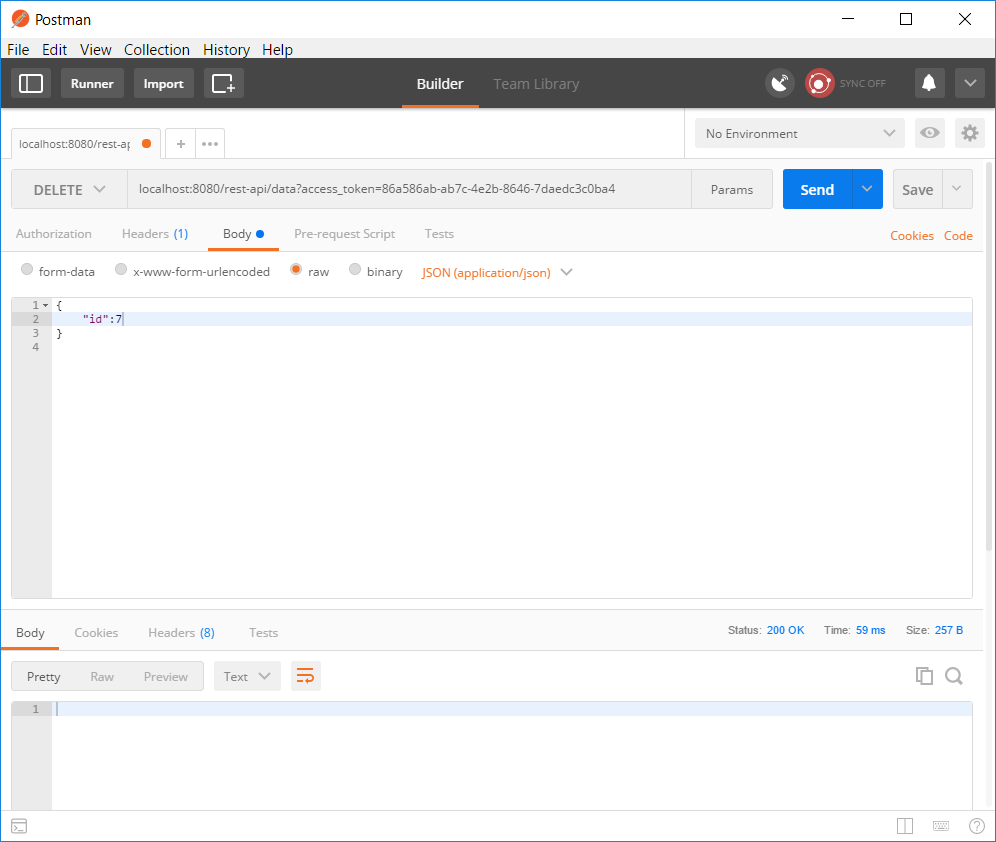 Postman
File Edit View Collection History Help
Runner Import Builder Team Library SYNC OFF
localhost:8080/rest-ap + ••• No Environment
DELETE localhost:8080/rest-api/data?access_token=86a586ab-ab7c-4e2b-8646-7daedc3c0ba4 Params Send Save
Authorization Headers (1) Body Pre-request Script Tests Cookies Code
form-data x-www-form-urlencoded raw binary JSON (application/json)
1 {
2 "id":7
3 }
4
Body Cookies Headers (8) Tests Status: 200 OK Time: 59 ms Size: 257 B
Pretty Raw Preview Text
1